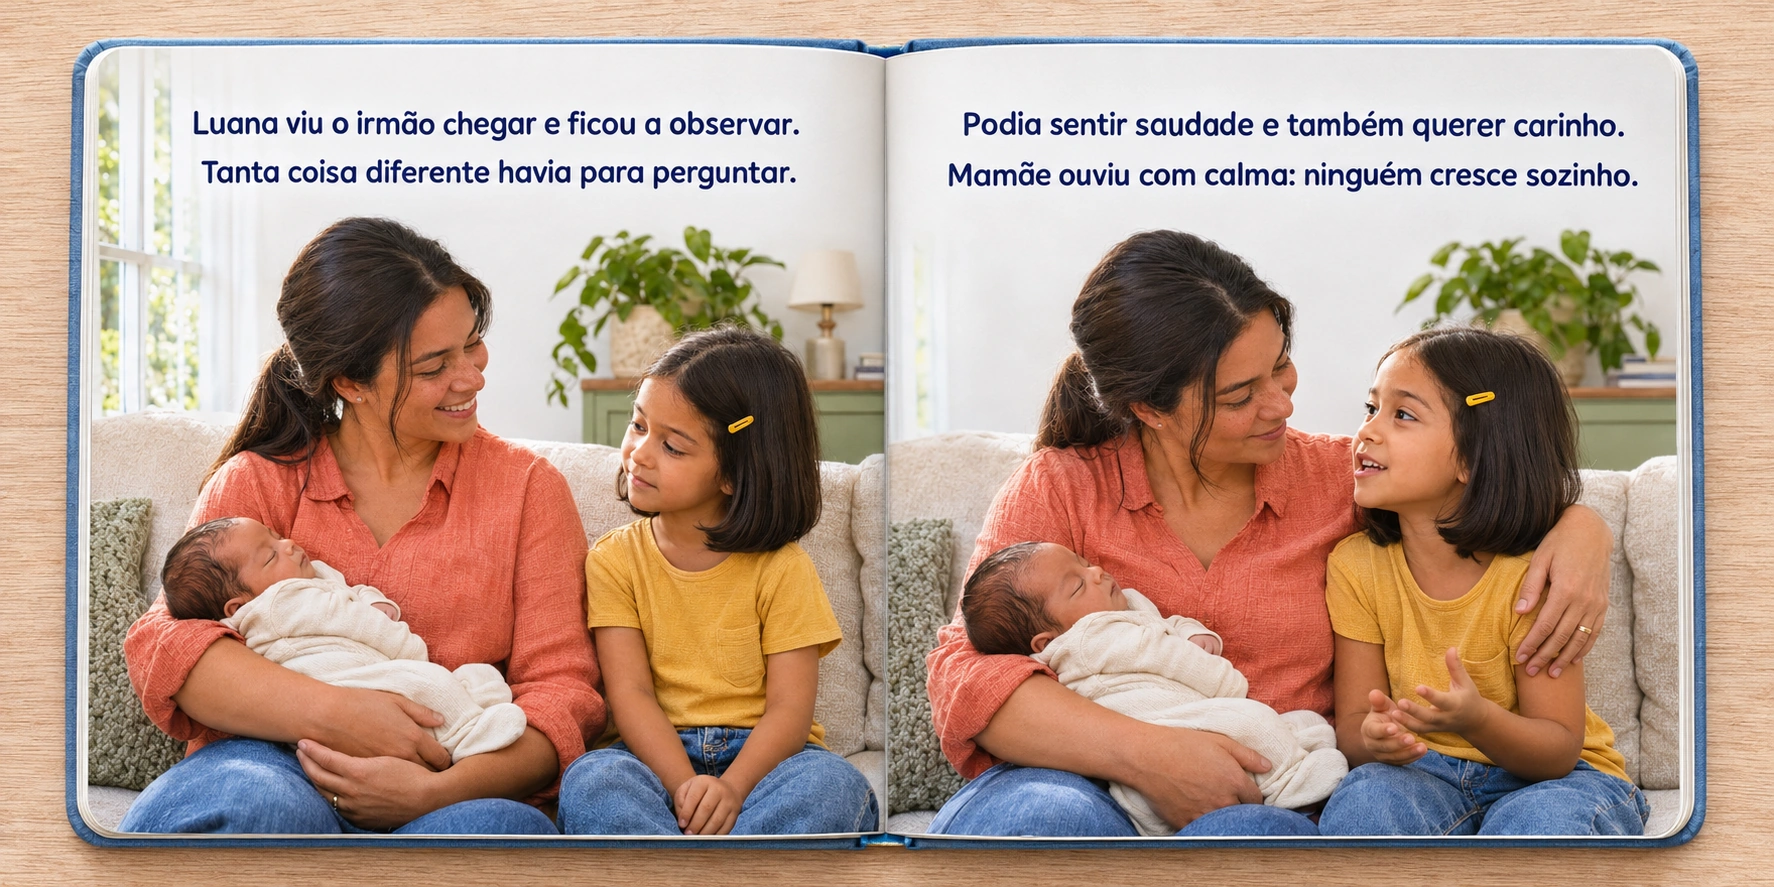 Luana viu o irmão chegar e ficou a observar.
Tanta coisa diferente havia para perguntar.
Podia sentir saudade e também querer carinho.
Mamãe ouviu com calma: ninguém cresce sozinho.